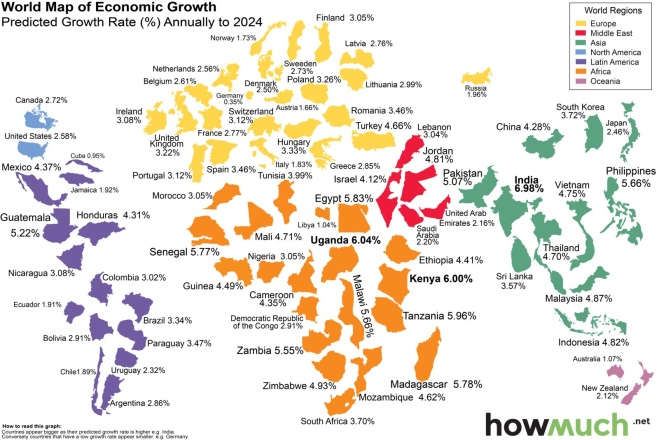 World Map of Economic Growth
Predicted Growth Rate (%) Annually to 2024
World Regions
Europe
Middle East
Asia
North America
Latin America
Africa
Oceania
Finland 3.05%
Norway 1.73%
Latvia 2.76%
Sweden
2.73%
Netherlands 2.56%
Belgium 2.61%
Denmark
2.50%
Poland 3.26%
Germany
0.35%
Lithuania 2.99%
Russia
1.96%
Austria 1.66%
Ireland
3.08%
Switzerland
3.12%
Romania 3.46%
United
Kingdom
3.22%
France 2.77%
Hungary
3.33%
Turkey 4.66%
Portugal 3.12%
Spain 3.46%
Italy 1.83%
Greece 2.85%
Canada 2.72%
United States 2.58%
Cuba 0.95%
Mexico 4.37%
Jamaica 1.92%
Guatemala
5.22%
Honduras 4.31%
Nicaragua 3.08%
Colombia 3.02%
Ecuador 1.91%
Brazil 3.34%
Bolivia 2.91%
Paraguay 3.47%
Chile1.89%
Uruguay 2.32%
Argentina 2.86%
Lebanon
3.04%
Jordan
4.81%
Israel 4.12%
United Arab
Emirates 2.16%
Saudi
Arabia
2.20%
Tunisia 3.99%
Morocco 3.05%
Egypt 5.83%
Libya 1.04%
Mali 4.71%
Uganda 6.04%
Senegal 5.77%
Nigeria 3.05%
Guinea 4.49%
Ethiopia 4.41%
Cameroon
4.35%
Malawi 5.66%
Kenya 6.00%
Democratic Republic
of the Congo 2.91%
Tanzania 5.96%
Zambia 5.55%
Zimbabwe 4.93%
Mozambique
4.62%
Madagascar 5.78%
South Africa 3.70%
South Korea
3.72%
Japan
2.46%
China 4.28%
Pakistan
5.07%
India
6.98%
Vietnam
4.75%
Philippines
5.66%
Thailand
4.70%
Sri Lanka
3.57%
Malaysia 4.87%
Indonesia 4.82%
Australia 1.07%
New Zealand
2.12%
How to read this graph:
Countries appear bigger as their predicted growth rate is higher e.g. India.
Conversely countries that have a low growth rate appear smaller. e.g. Germany.
howmuch.net